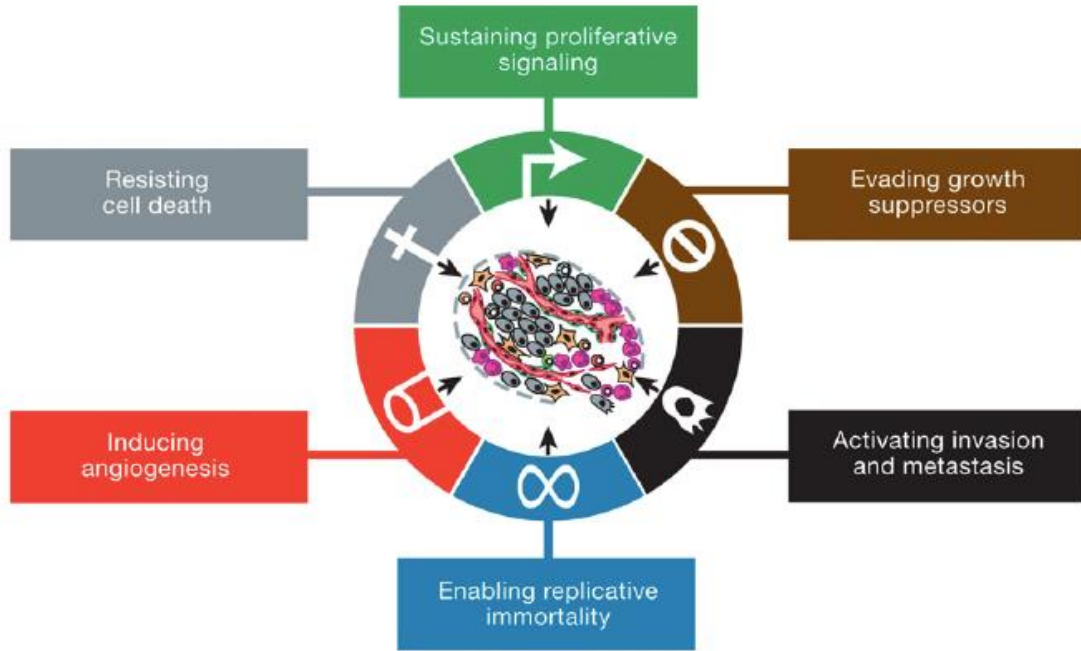 Sustaining proliferative
signaling
Resisting
cell death
Evading growth
suppressors
Inducing
angiogenesis
Activating invasion
and metastasis
Enabling replicative
immortality